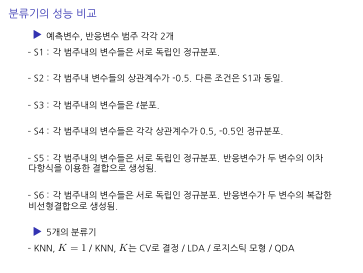 분류기의 성능 비교
▶ 예측변수, 반응변수 범주 각각 2개
- S1 : 각 범주내의 변수들은 서로 독립인 정규분포.
- S2 : 각 범주내 변수들의 상관계수가 -0.5. 다른 조건은 S1과 동일.
- S3 : 각 범주내의 변수들은 t분포.
- S4 : 각 범주내의 변수들은 각각 상관계수가 0.5, -0.5인 정규분포.
- S5 : 각 범주내의 변수들은 서로 독립인 정규분포. 반응변수가 두 변수의 이차
다항식을 이용한 결합으로 생성됨.
- S6 : 각 범주내의 변수들은 서로 독립인 정규분포. 반응변수가 두 변수의 복잡한
비선형결합으로 생성됨.
▶ 5개의 분류기
- KNN, K = 1 / KNN, K는 CV로 결정 / LDA / 로지스틱 모형 / QDA